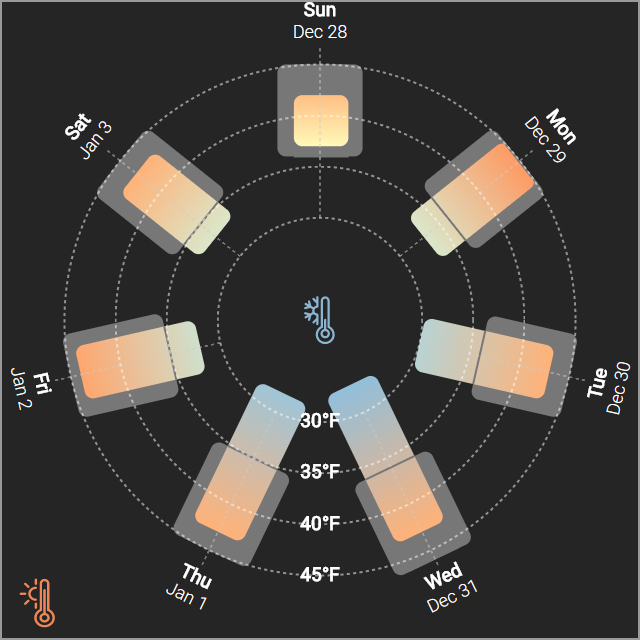 Sun
Dec 28
Mon
Dec 29
Tue
Dec 30
Wed
Dec 31
Thu
Jan 1
Fri
Jan 2
Sat
Jan 3
30°F
35°F
40°F
45°F